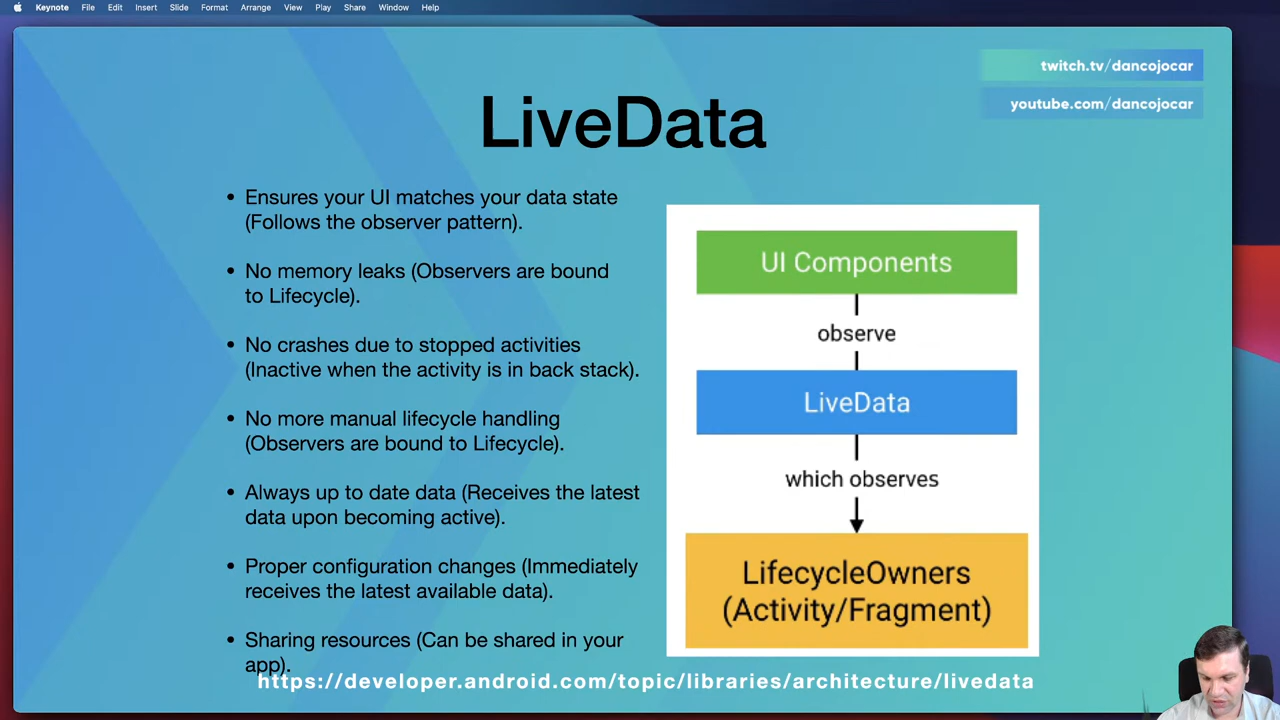 Keynote File Edit Insert Slide Format Arrange View Play Share Window Help
twitch.tv/dancojocar
youtube.com/dancojocar
LiveData
• Ensures your UI matches your data state
(Follows the observer pattern).
• No memory leaks (Observers are bound
to Lifecycle).
• No crashes due to stopped activities
(Inactive when the activity is in back stack).
• No more manual lifecycle handling
(Observers are bound to Lifecycle).
• Always up to date data (Receives the latest
data upon becoming active).
• Proper configuration changes (Immediately
receives the latest available data).
• Sharing resources (Can be shared in your
app).
UI Components
observe
LiveData
which observes
LifecycleOwners
(Activity/Fragment)
https://developer.android.com/topic/libraries/architecture/livedata